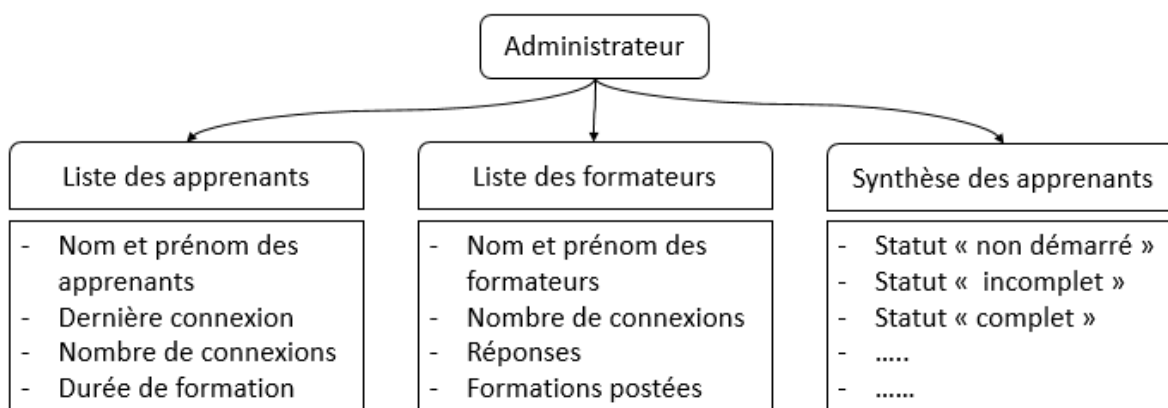 Administrateur
Liste des apprenants
- Nom et prénom des
apprenants
- Dernière connexion
- Nombre de connexions
- Durée de formation
Liste des formateurs
- Nom et prénom des
formateurs
- Nombre de connexions
- Réponses
- Formations postées
Synthèse des apprenants
- Statut « non démarré »
- Statut «  incomplet »
- Statut « complet »
- …..
- ……